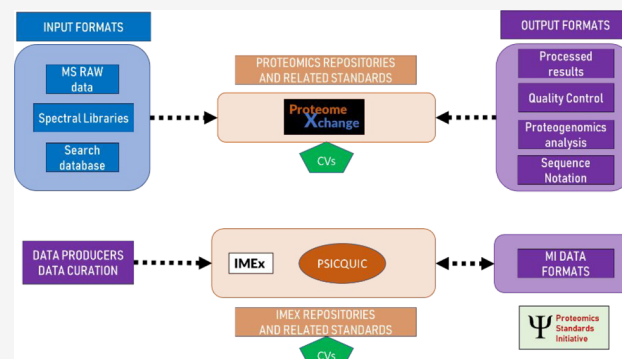 INPUT FORMATS
OUTPUT FORMATS
MS RAW
data
Spectral Libraries
Search
database
PROTEOMICS REPOSITORIES
AND RELATED STANDARDS
Proteome
Xchange
CVs
Processed
results
Quality Control
Proteogenomics
analysis
Sequence
Notation
DATA PRODUCERS
DATA CURATION
IMEx
PSICQUIC
MI DATA
FORMATS
IMEX REPOSITORIES
AND RELATED STANDARDS
CVs
Ψ
Proteomics
Standards
Initiative